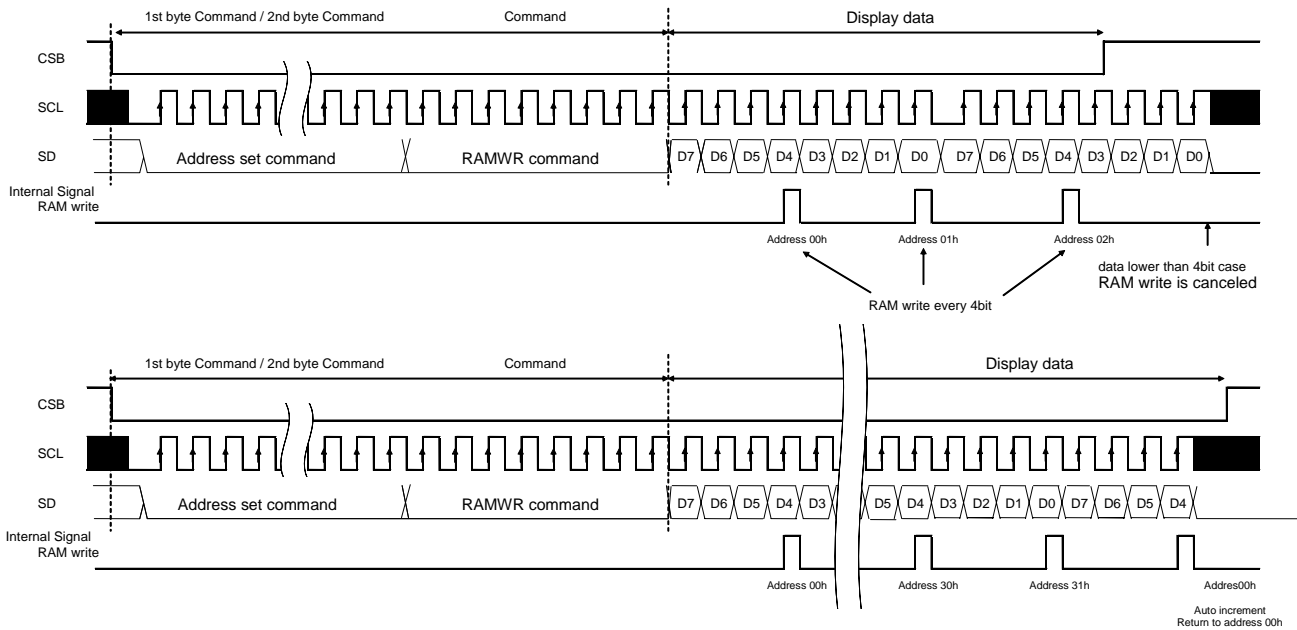 1st byte Command / 2nd byte Command Command Display data
CSB
SCL
SD Address set command RAMWR command D7 D6 D5 D4 D3 D2 D1 D0 D7 D6 D5 D4 D3 D2 D1 D0
Internal Signal
RAM write
Address 00h Address 01h Address 02h
data lower than 4bit case
RAM write is canceled
RAM write every 4bit
1st byte Command / 2nd byte Command Command Display data
CSB
SCL
SD Address set command RAMWR command D7 D6 D5 D4 D3 D5 D4 D3 D2 D1 D0 D7 D6 D5 D4
Internal Signal
RAM write
Address 00h Address 30h Address 31h Addres00h
Auto increment
Return to address 00h